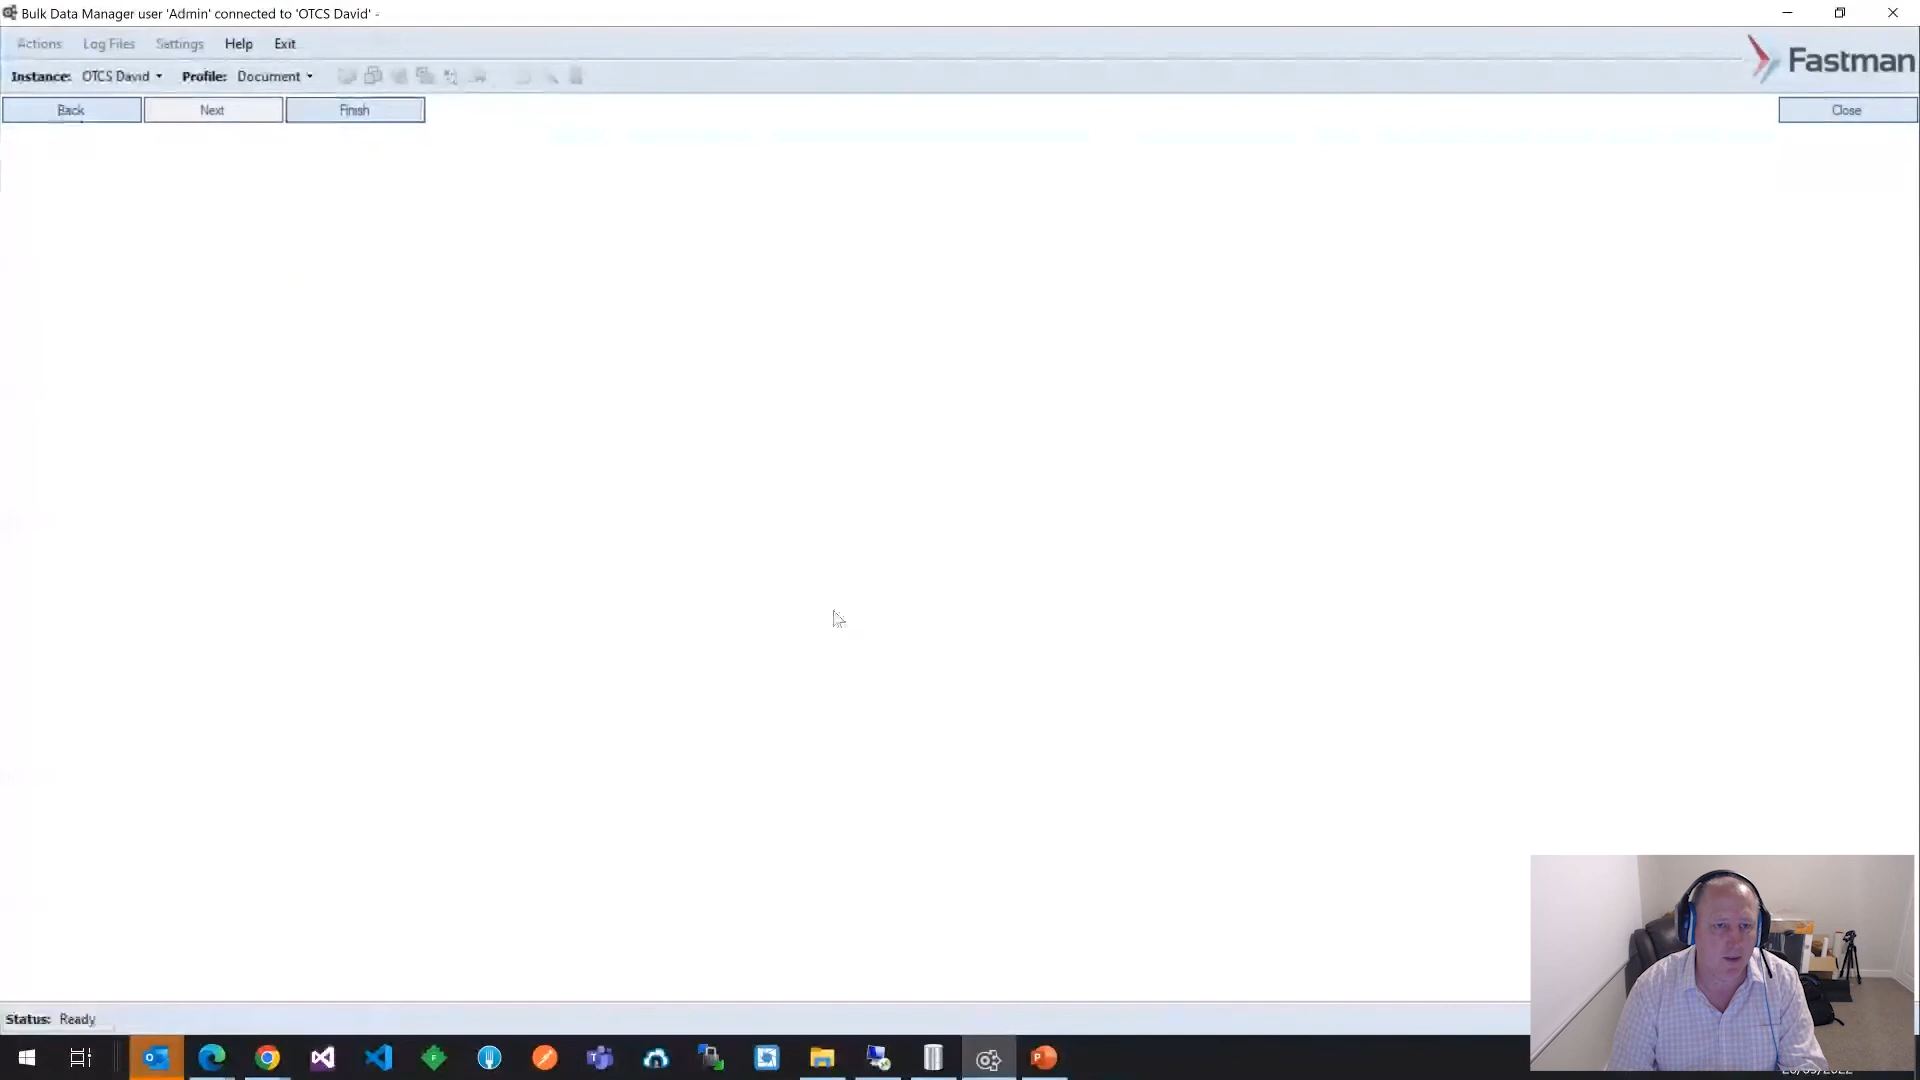 Bulk Data Manager user 'Admin' connected to 'OTCS David' -
Actions Log Files Settings Help Exit
Fastman
Instance: OTCS David Profile: Document
Back Next Finish Close
Status: Ready